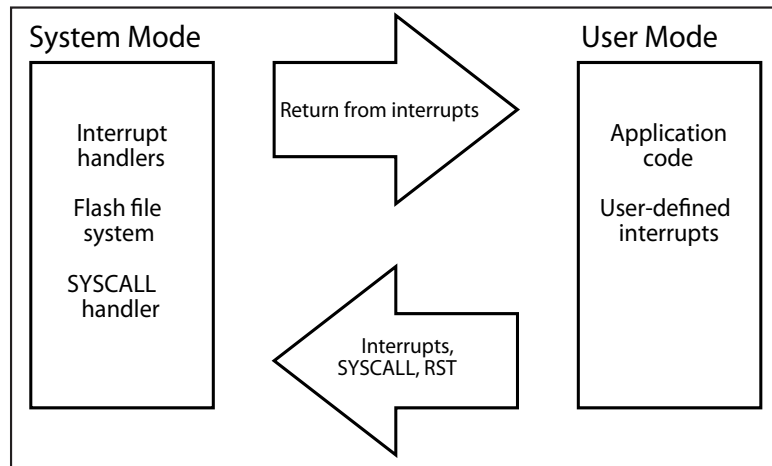 System Mode
User Mode
Interrupt
handlers
Flash file
system
SYSCALL
handler
Return from interrupts
Interrupts,
SYSCALL, RST
Application
code
User-defined
interrupts